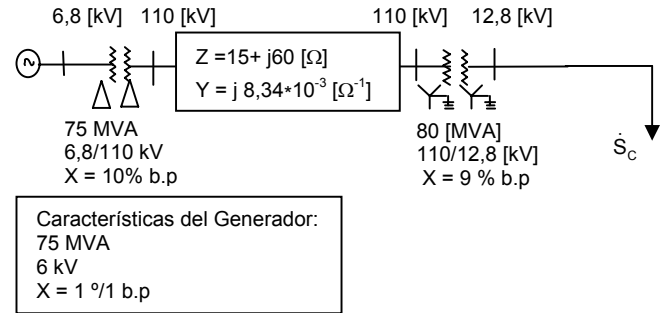 6,8 [kV] 110 [kV] 110 [kV] 12,8 [kV]
~
Z =15+ j60 [Ω]
Y = j 8,34*10⁻³ [Ω⁻¹]
75 MVA
6,8/110 kV
X = 10% b.p
80 [MVA]
110/12,8 [kV]
X = 9 % b.p
Ṡ_C
Características del Generador:
75 MVA
6 kV
X = 1 º/1 b.p